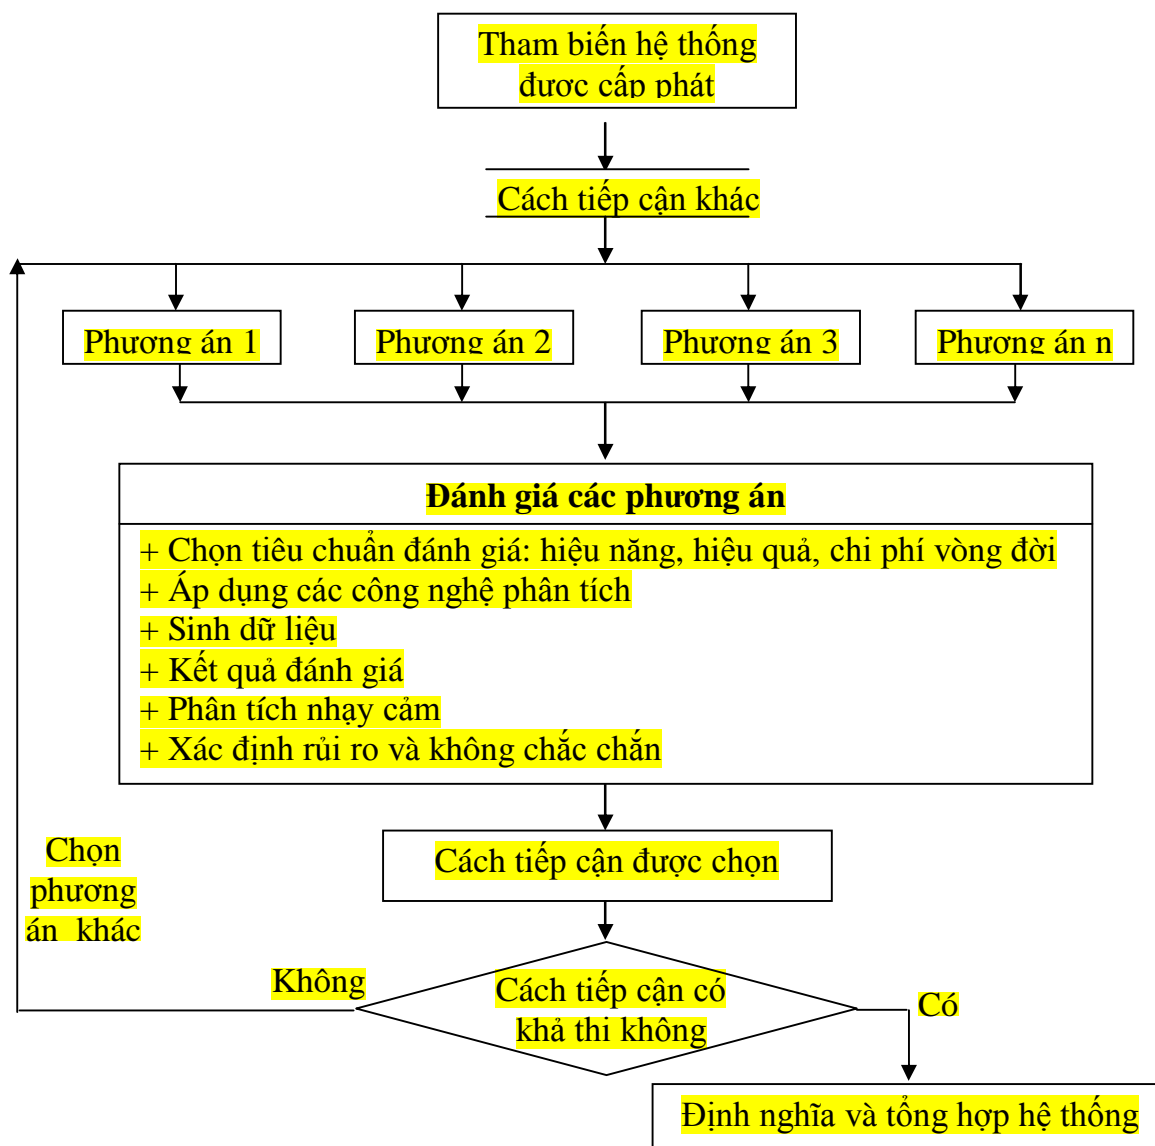 Tham biến hệ thống
được cấp phát
Cách tiếp cận khác
Phương án 1
Phương án 2
Phương án 3
Phương án n
Đánh giá các phương án
+ Chọn tiêu chuẩn đánh giá: hiệu năng, hiệu quả, chi phí vòng đời
+ Áp dụng các công nghệ phân tích
+ Sinh dữ liệu
+ Kết quả đánh giá
+ Phân tích nhạy cảm
+ Xác định rủi ro và không chắc chắn
Cách tiếp cận được chọn
Chọn
phương
án khác
Không
Cách tiếp cận có
khả thi không
Có
Định nghĩa và tổng hợp hệ thống